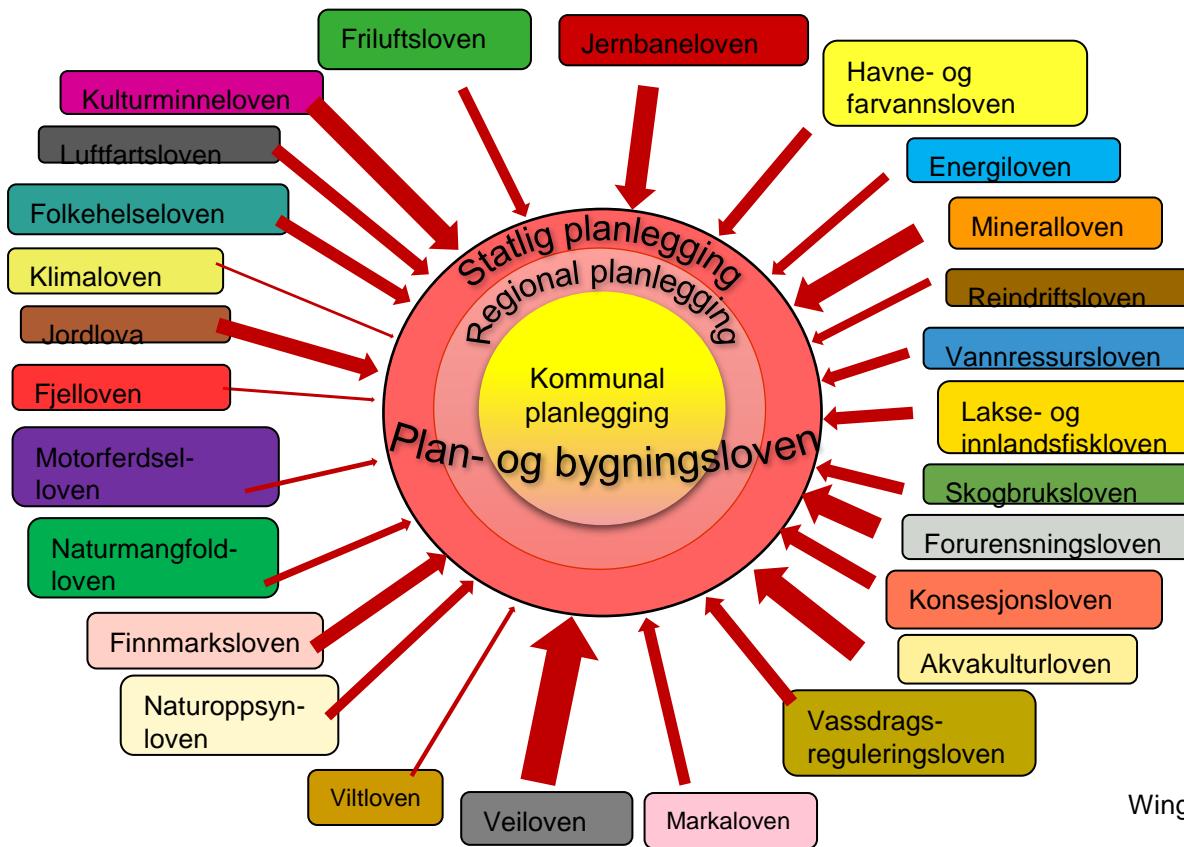 Friluftsloven
Jernbaneloven
Kulturminneloven
Havne- og
farvannsloven
Luftfartsloven
Energiloven
Folkehelseloven
Mineralloven
Klimaloven
Reindriftsloven
Jordlova
Vannressursloven
Fjelloven
Lakse- og
innlandsfiskloven
Motorferdsel-
loven
Skogbruksloven
Naturmangfold-
loven
Forurensningsloven
Konsesjonsloven
Finnmarksloven
Akvakulturloven
Naturoppsyn-
loven
Vassdrags-
reguleringsloven
Viltloven
Veiloven
Markaloven
Statlig planlegging
Regional planlegging
Kommunal
planlegging
Plan- og bygningsloven
Wing